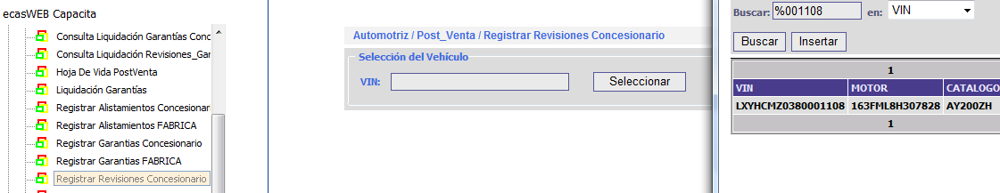 ecasWEB Capacita
Consulta Liquidación Garantías Conc
Consulta Liquidación Revisiones_Gar
Hoja De Vida PostVenta
Liquidación Garantías
Registrar Alistamientos Concesionar
Registrar Alistamientos FABRICA
Registrar Garantias Concesionario
Registrar Garantias FABRICA
Registrar Revisiones Concesionario
Automotriz / Post_Venta / Registrar Revisiones Concesionario
Selección del Vehículo
VIN: Seleccionar
Buscar: %001108 en: VIN
Buscar Insertar
1
VIN MOTOR CATALOGO
LXYHCMZ0380001108 163FML8H307828 AY200ZH
1